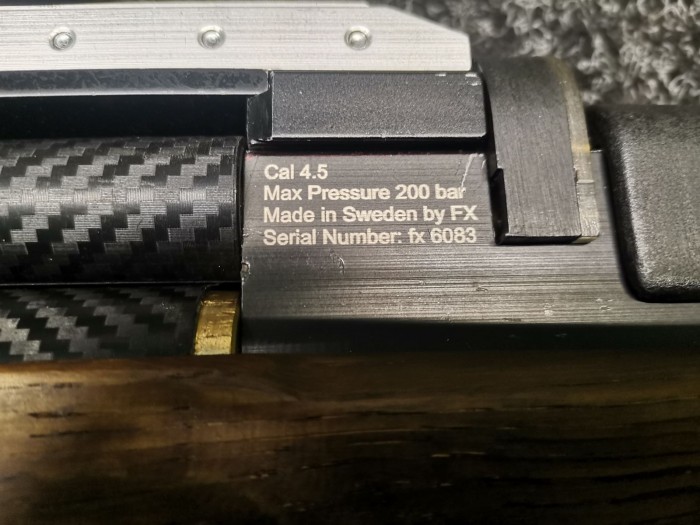 Cal 4.5
Max Pressure 200 bar
Made in Sweden by FX
Serial Number: fx 6083